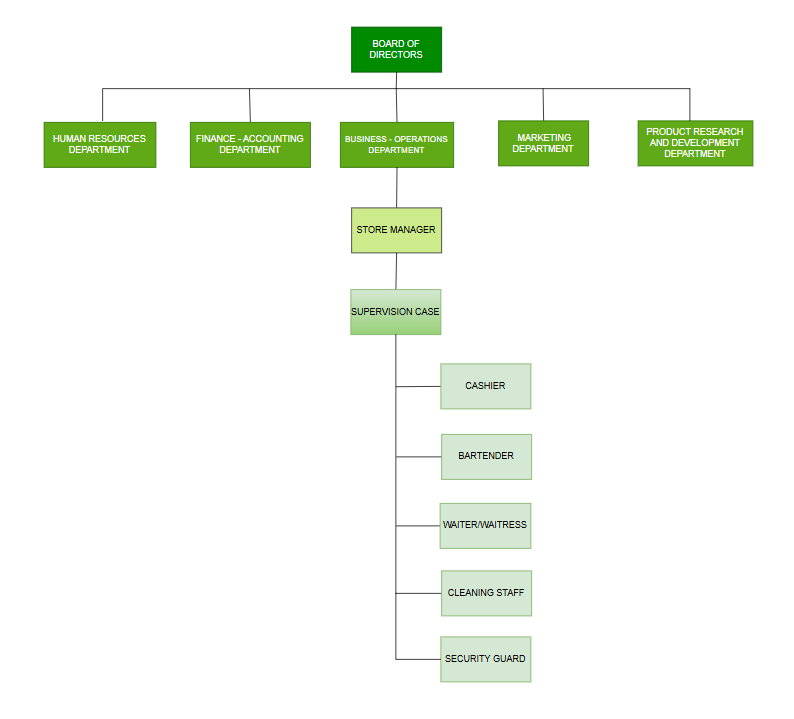 BOARD OF
DIRECTORS
HUMAN RESOURCES
DEPARTMENT
FINANCE - ACCOUNTING
DEPARTMENT
BUSINESS - OPERATIONS
DEPARTMENT
MARKETING
DEPARTMENT
PRODUCT RESEARCH
AND DEVELOPMENT
DEPARTMENT
STORE MANAGER
SUPERVISION CASE
CASHIER
BARTENDER
WAITER/WAITRESS
CLEANING STAFF
SECURITY GUARD